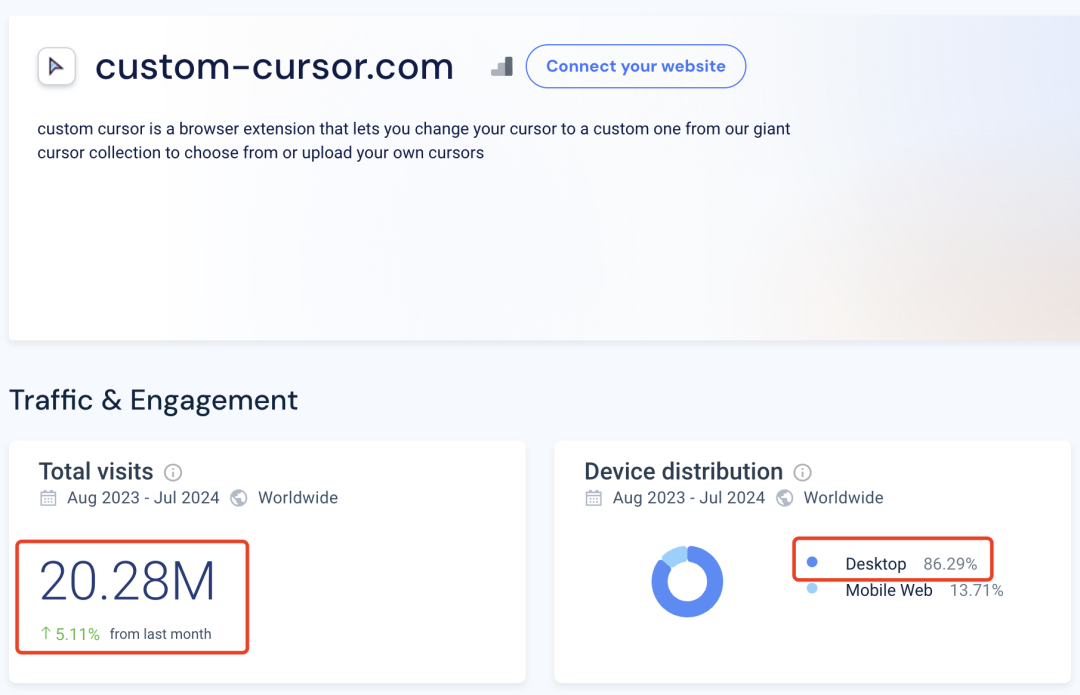 custom-cursor.com
Connect your website
custom cursor is a browser extension that lets you change your cursor to a custom one from our giant
cursor collection to choose from or upload your own cursors
Traffic & Engagement
Total visits
Aug 2023 - Jul 2024 Worldwide
20.28M
↑ 5.11% from last month
Device distribution
Aug 2023 - Jul 2024 Worldwide
Desktop 86.29%
Mobile Web 13.71%